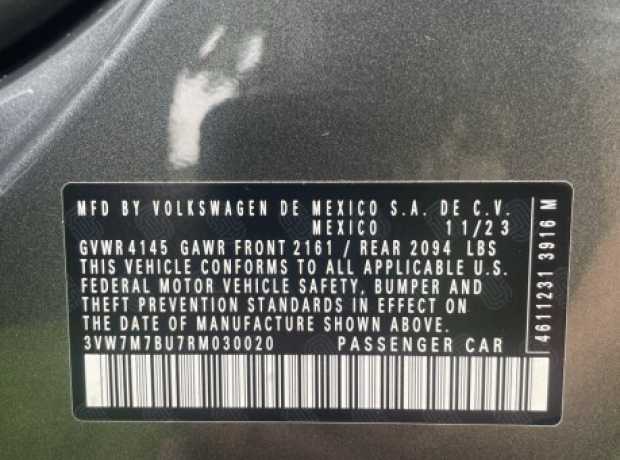 MFD BY VOLKSWAGEN DE MEXICO S.A. DE C.V.
MEXICO 11/23
GVWR 4145 GAWR FRONT 2161 / REAR 2094 LBS
THIS VEHICLE CONFORMS TO ALL APPLICABLE U.S.
FEDERAL MOTOR VEHICLE SAFETY, BUMPER AND
THEFT PREVENTION STANDARDS IN EFFECT ON
THE DATE OF MANUFACTURE SHOWN ABOVE.
3VW7M7BU7RM030020 PASSENGER CAR
4611231 3916 M